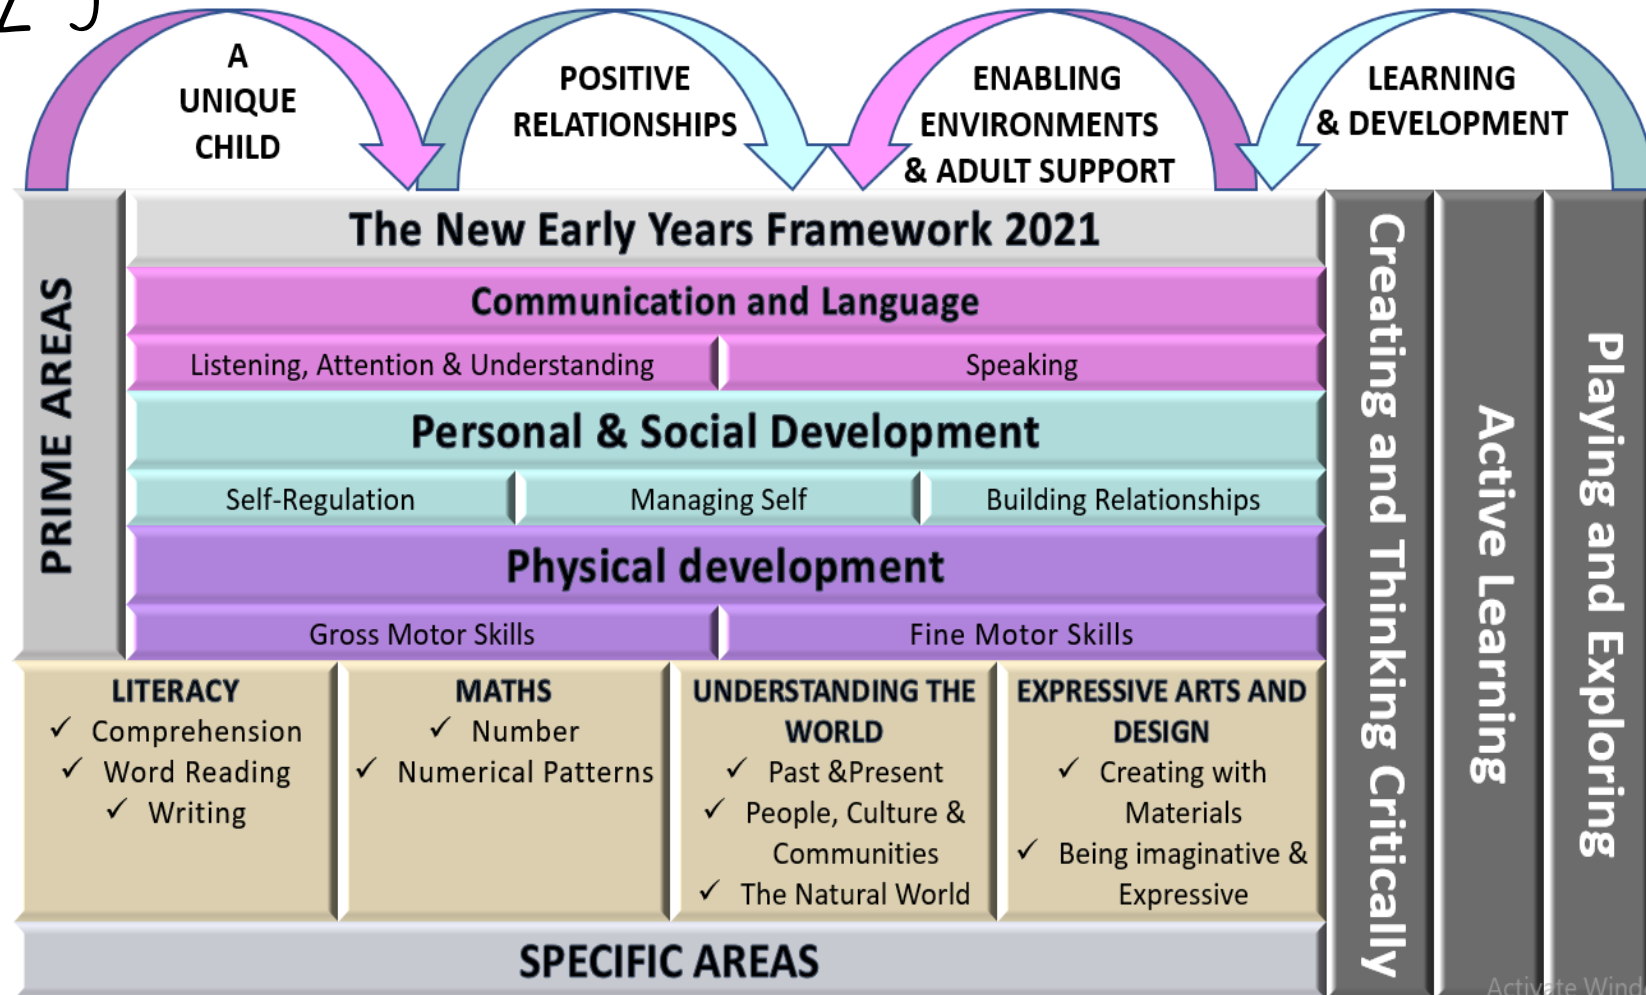 A
UNIQUE
CHILD
POSITIVE
RELATIONSHIPS
ENABLING
ENVIRONMENTS
& ADULT SUPPORT
LEARNING
& DEVELOPMENT
PRIME AREAS
The New Early Years Framework 2021
Communication and Language
Listening, Attention & Understanding
Speaking
Personal & Social Development
Self-Regulation
Managing Self
Building Relationships
Physical development
Gross Motor Skills
Fine Motor Skills
LITERACY
✓ Comprehension
✓ Word Reading
✓ Writing
MATHS
✓ Number
✓ Numerical Patterns
UNDERSTANDING THE
WORLD
✓ Past &Present
✓ People, Culture &
Communities
✓ The Natural World
EXPRESSIVE ARTS AND
DESIGN
✓ Creating with
Materials
✓ Being imaginative &
Expressive
SPECIFIC AREAS
Creating and Thinking Critically
Active Learning
Playing and Exploring
Activate